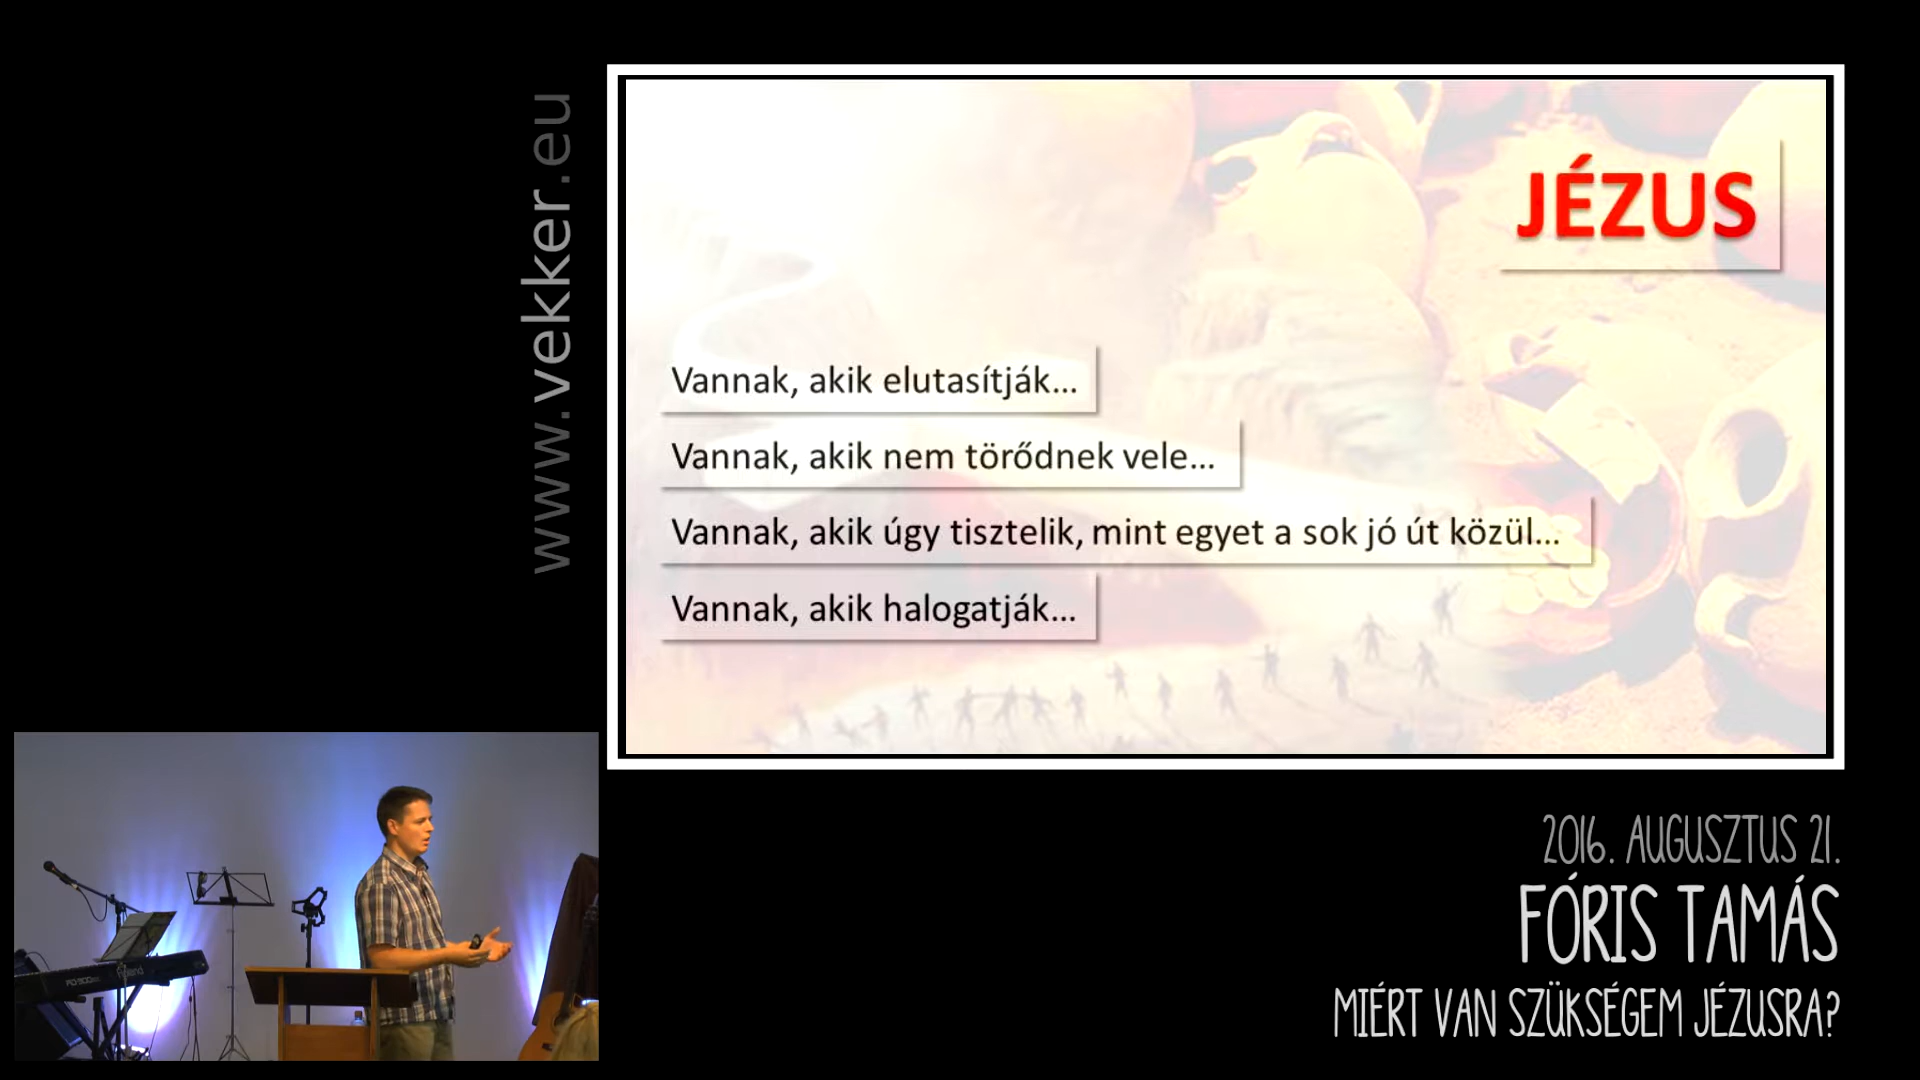 www.vekker.eu
JÉZUS
Vannak, akik elutasítják...
Vannak, akik nem törődnek vele...
Vannak, akik úgy tisztelik, mint egyet a sok jó út közül...
Vannak, akik halogatják...
Roland
2016. AUGUSZTUS 21.
FÓRIS TAMÁS
MIÉRT VAN SZÜKSÉGEM JÉZUSRA?